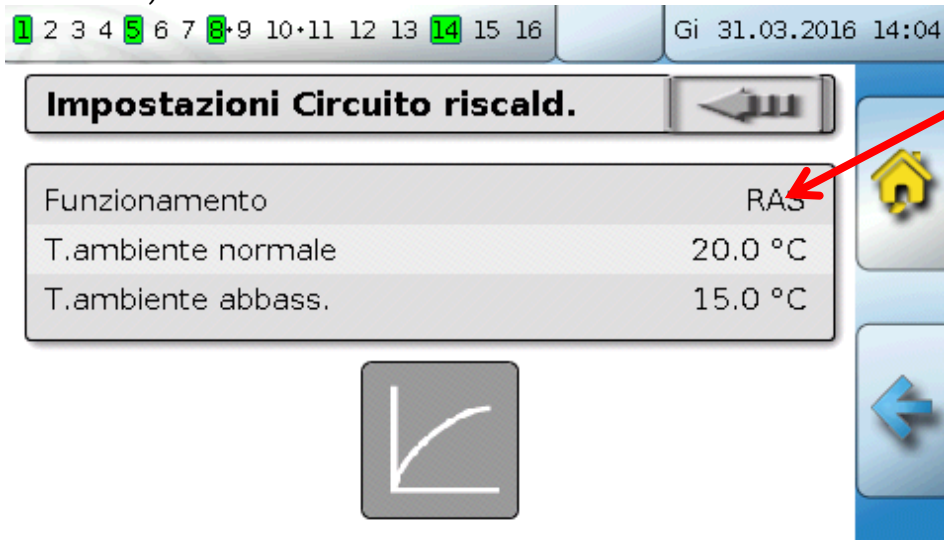 1 2 3 4 5 6 7 8+9 10+11 12 13 14 15 16 Gi 31.03.2016 14:04
Impostazioni Circuito riscald.
Funzionamento RAS
T.ambiente normale 20.0 °C
T.ambiente abbass. 15.0 °C